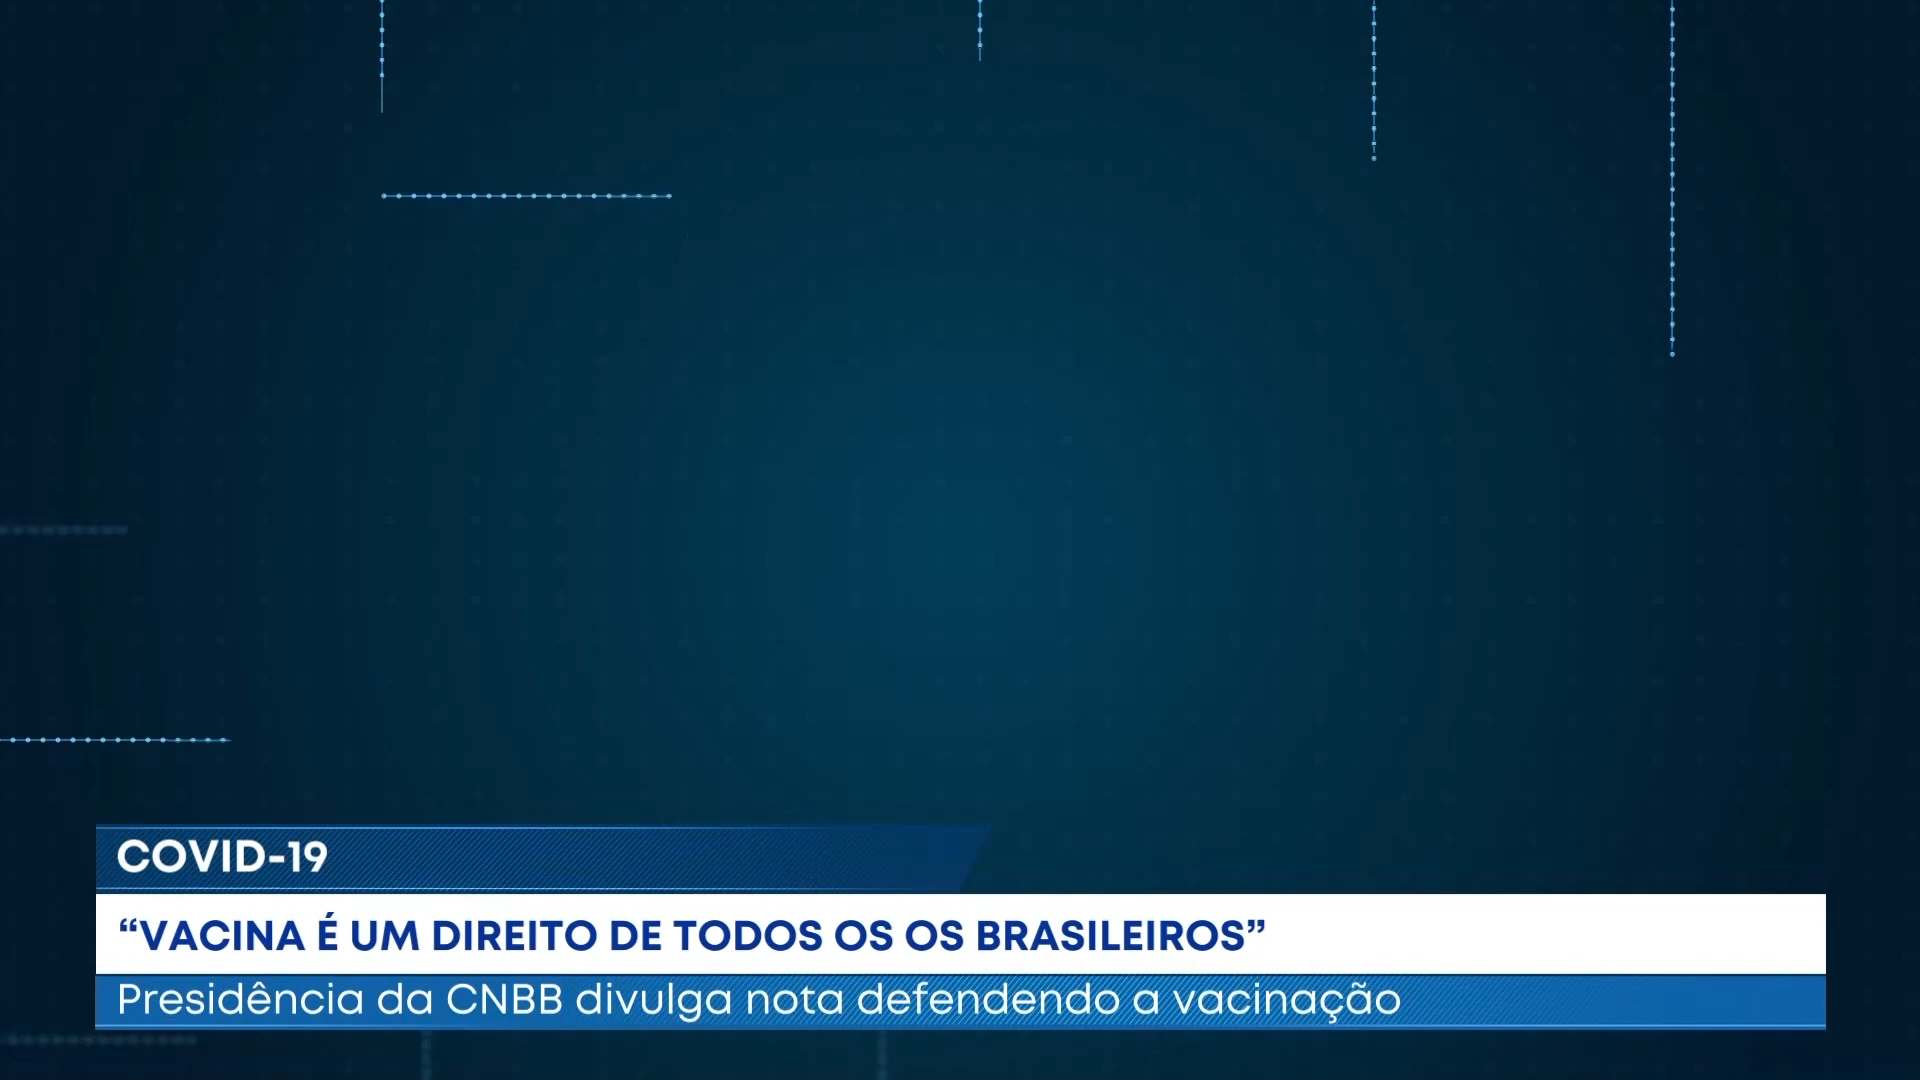 COVID-19
“VACINA É UM DIREITO DE TODOS OS OS BRASILEIROS”
Presidência da CNBB divulga nota defendendo a vacinação